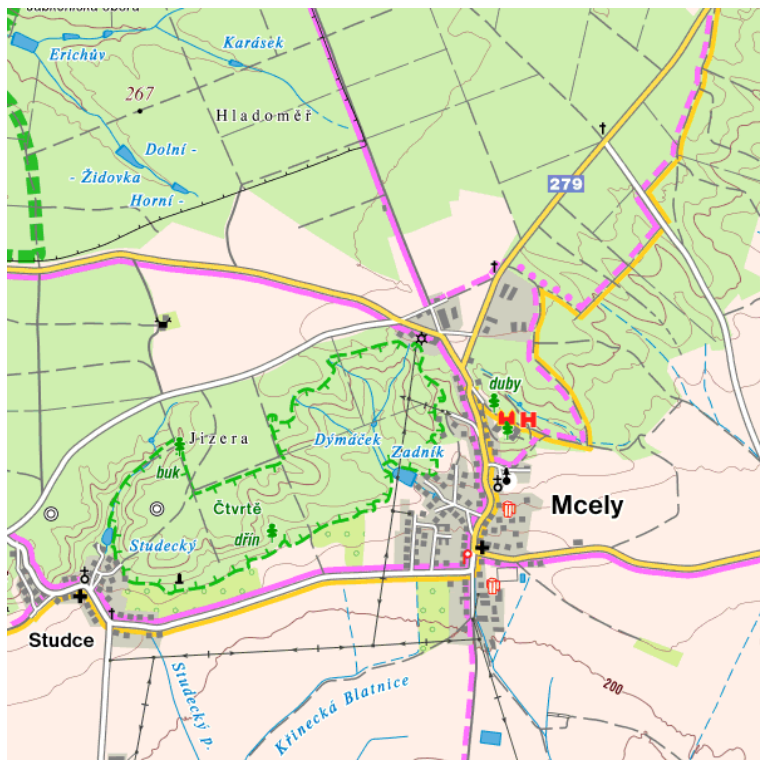 Erichův
Karásek
267
Hladoměř
Dolní -
- Židovka
Horní -
279
duby
H H
Jizera
Dýmáček
Zadník
buk
Čtvrtě
Mcely
dřín
Studecký
Studce
Studecký p.
Křinecká Blatnice
200